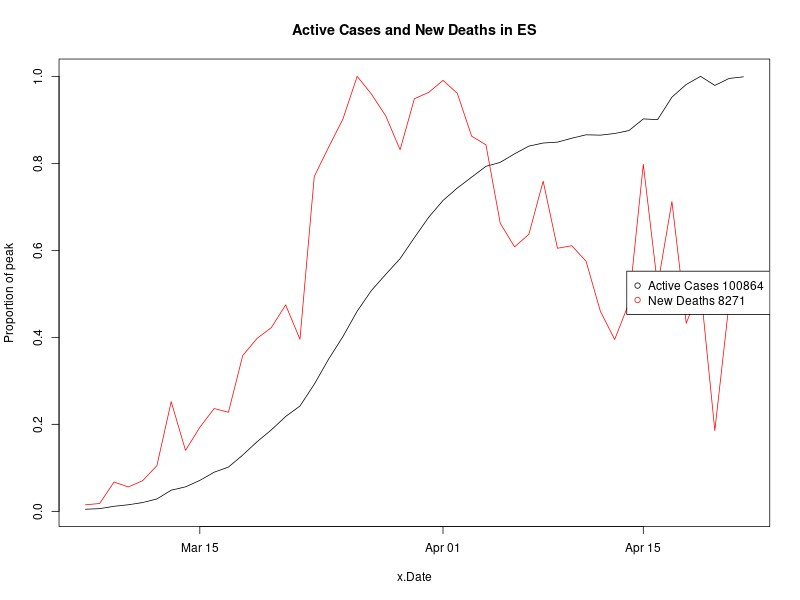 Active Cases and New Deaths in ES
Proportion of peak
1.0
0.8
0.6
0.4
0.2
0.0
Active Cases 100864
New Deaths 8271
Mar 15
Apr 01
Apr 15
x.Date